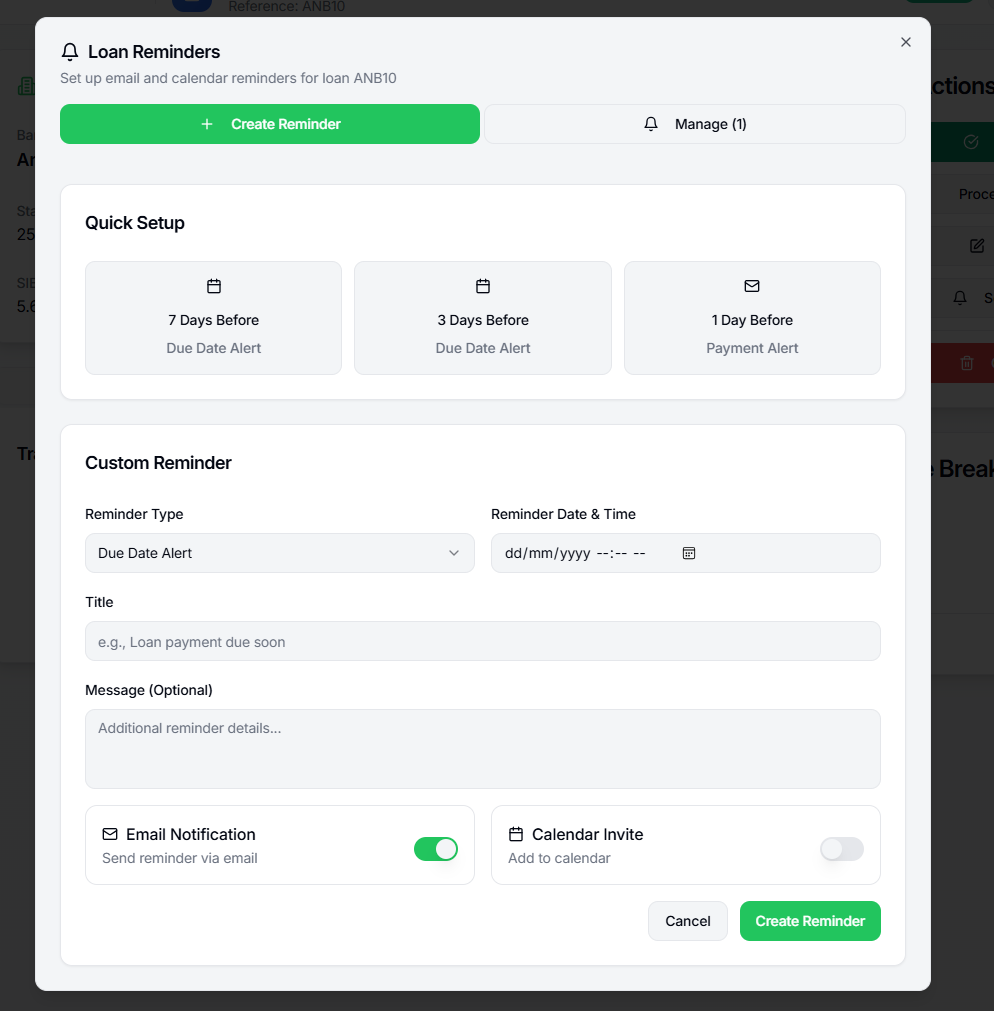 Reference: ANB10
Loan Reminders
Set up email and calendar reminders for loan ANB10
Create Reminder
Manage (1)
Quick Setup
7 Days Before
Due Date Alert
3 Days Before
Due Date Alert
1 Day Before
Payment Alert
Custom Reminder
Reminder Type
Reminder Date & Time
Due Date Alert
dd/mm/yyyy --:-- --
Title
e.g., Loan payment due soon
Message (Optional)
Additional reminder details...
Email Notification
Send reminder via email
Calendar Invite
Add to calendar
Cancel
Create Reminder
25
5.6